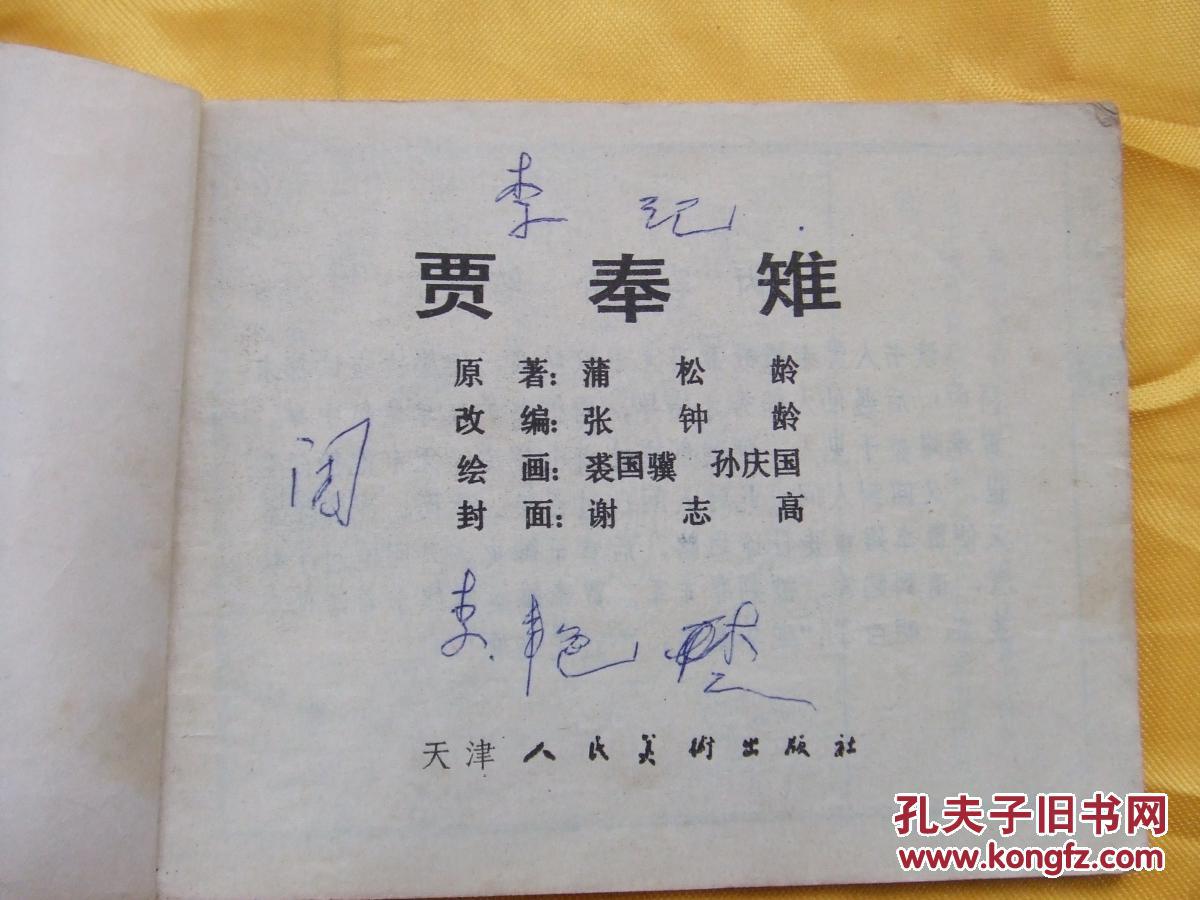 李记
贾奉雉
原著：蒲松龄
改编：张钟龄
绘画：裘国骥 孙庆国
封面：谢志高
李艳
天津人民美术出版社
孔夫子旧书网
www.kongfz.com